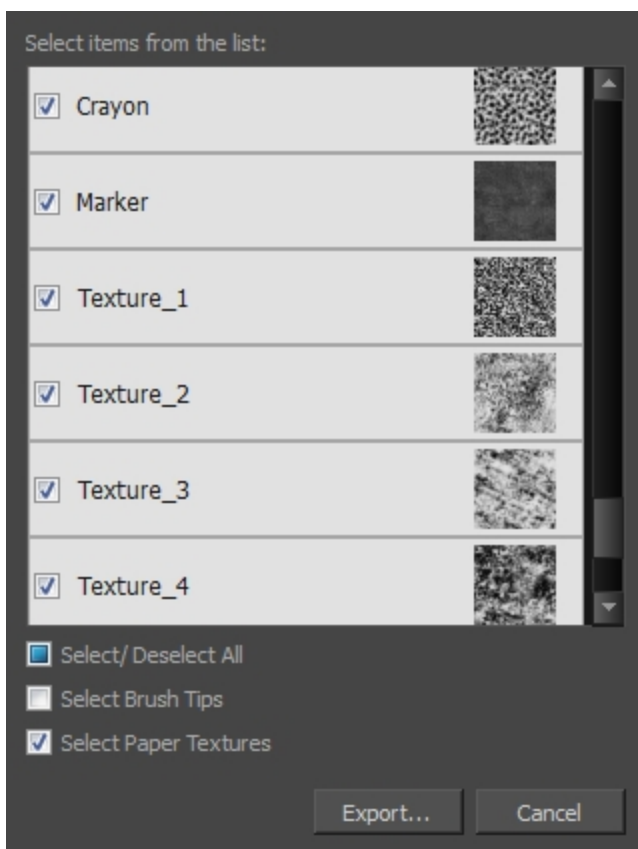 Select items from the list:
Crayon
Marker
Texture_1
Texture_2
Texture_3
Texture_4
Select/ Deselect All
Select Brush Tips
Select Paper Textures
Export... Cancel